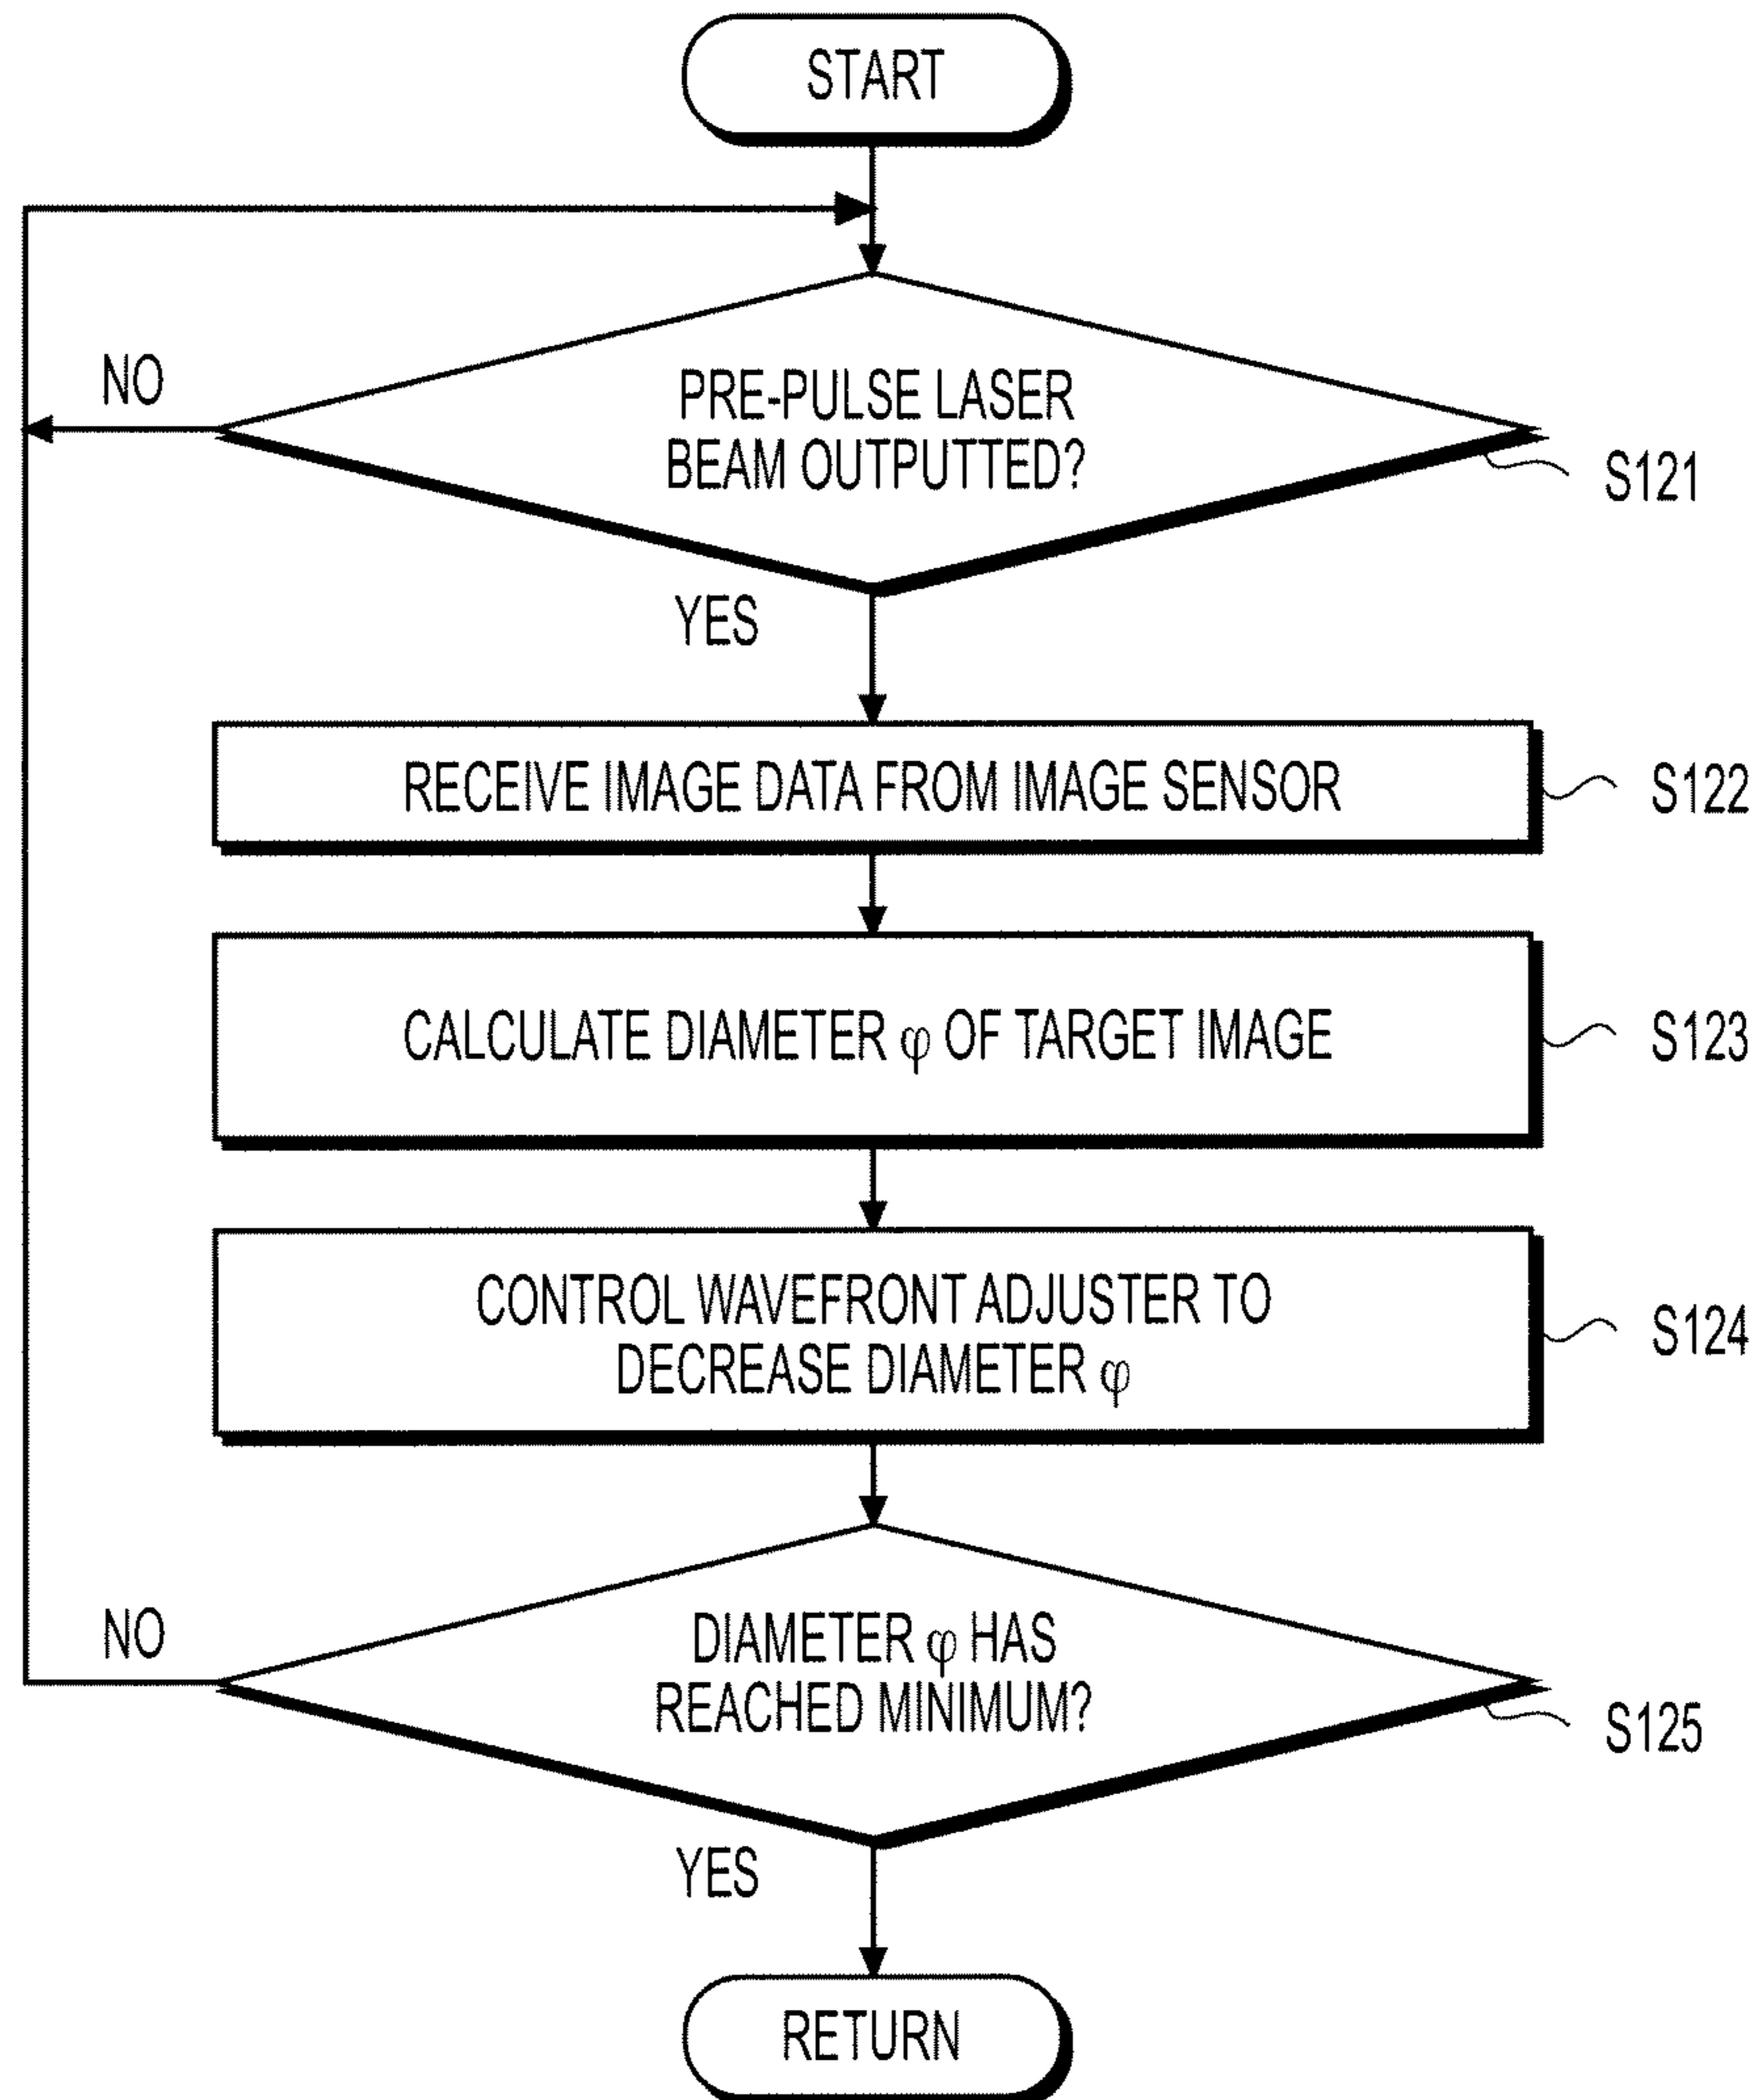 START
NO
PRE-PULSE LASER
BEAM OUTPUTTED?
S121
YES
RECEIVE IMAGE DATA FROM IMAGE SENSOR
S122
CALCULATE DIAMETER φ OF TARGET IMAGE
S123
CONTROL WAVEFRONT ADJUSTER TO
DECREASE DIAMETER φ
S124
NO
DIAMETER φ HAS
REACHED MINIMUM?
S125
YES
RETURN